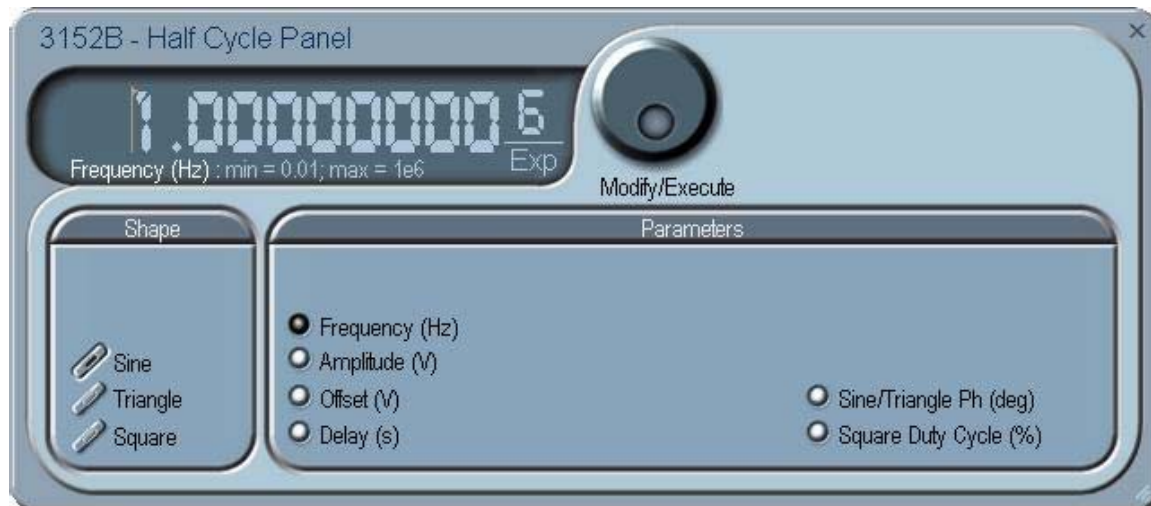 3152B - Half Cycle Panel
1.00000000 6
Exp
Frequency (Hz) : min = 0.01; max = 1e6
Modify/Execute
Shape
Sine
Triangle
Square
Parameters
Frequency (Hz)
Amplitude (V)
Offset (V)
Delay (s)
Sine/Triangle Ph (deg)
Square Duty Cycle (%)